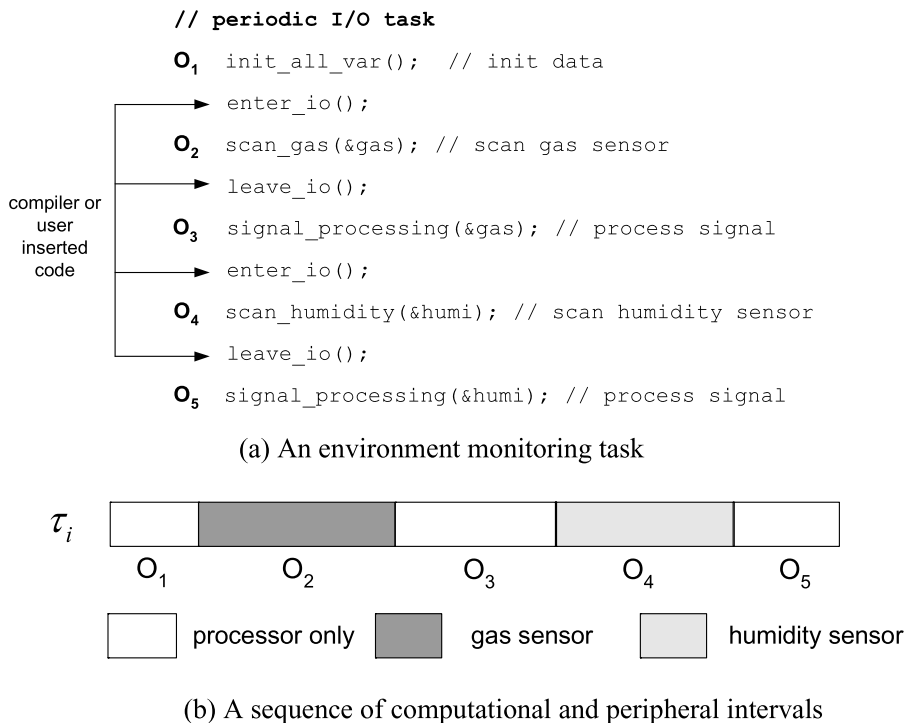 // periodic I/O task
O1 init_all_var(); // init data
enter_io();
O2 scan_gas(&gas); // scan gas sensor
leave_io();
compiler or
user
inserted
code
O3 signal_processing(&gas); // process signal
enter_io();
O4 scan_humidity(&humi); // scan humidity sensor
leave_io();
O5 signal_processing(&humi); // process signal
(a) An environment monitoring task
τi
O1 O2 O3 O4 O5
processor only gas sensor humidity sensor
(b) A sequence of computational and peripheral intervals